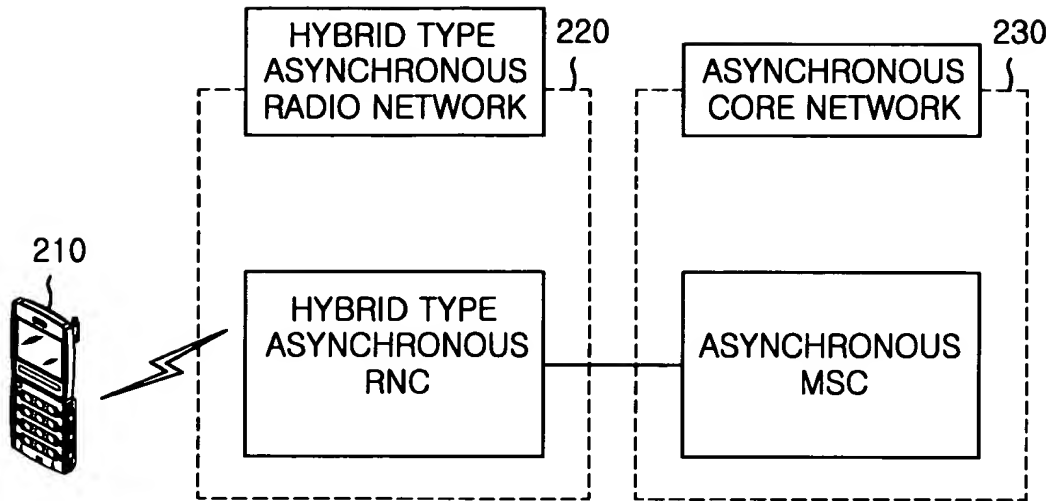 HYBRID TYPE
ASYNCHRONOUS
RADIO NETWORK
220
ASYNCHRONOUS
CORE NETWORK
230
210
HYBRID TYPE
ASYNCHRONOUS
RNC
ASYNCHRONOUS
MSC